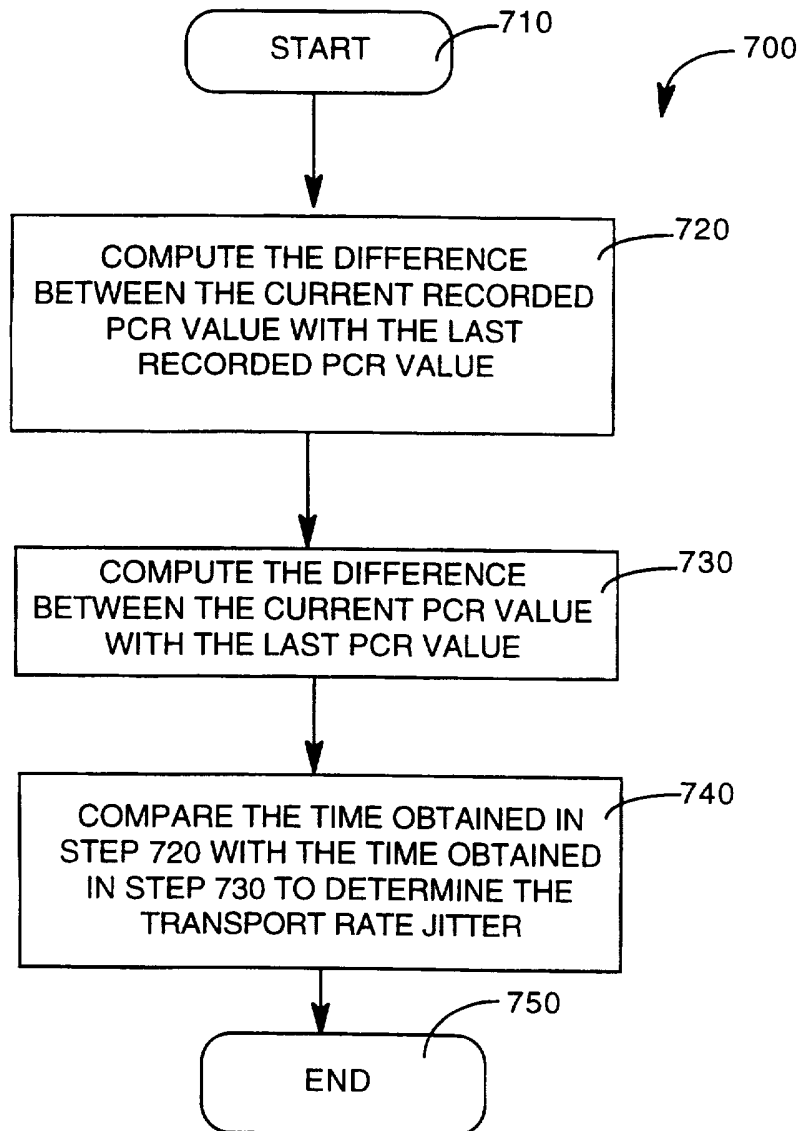 START
710
700
720
COMPUTE THE DIFFERENCE
BETWEEN THE CURRENT RECORDED
PCR VALUE WITH THE LAST
RECORDED PCR VALUE
730
COMPUTE THE DIFFERENCE
BETWEEN THE CURRENT PCR VALUE
WITH THE LAST PCR VALUE
740
COMPARE THE TIME OBTAINED IN
STEP 720 WITH THE TIME OBTAINED
IN STEP 730 TO DETERMINE THE
TRANSPORT RATE JITTER
750
END